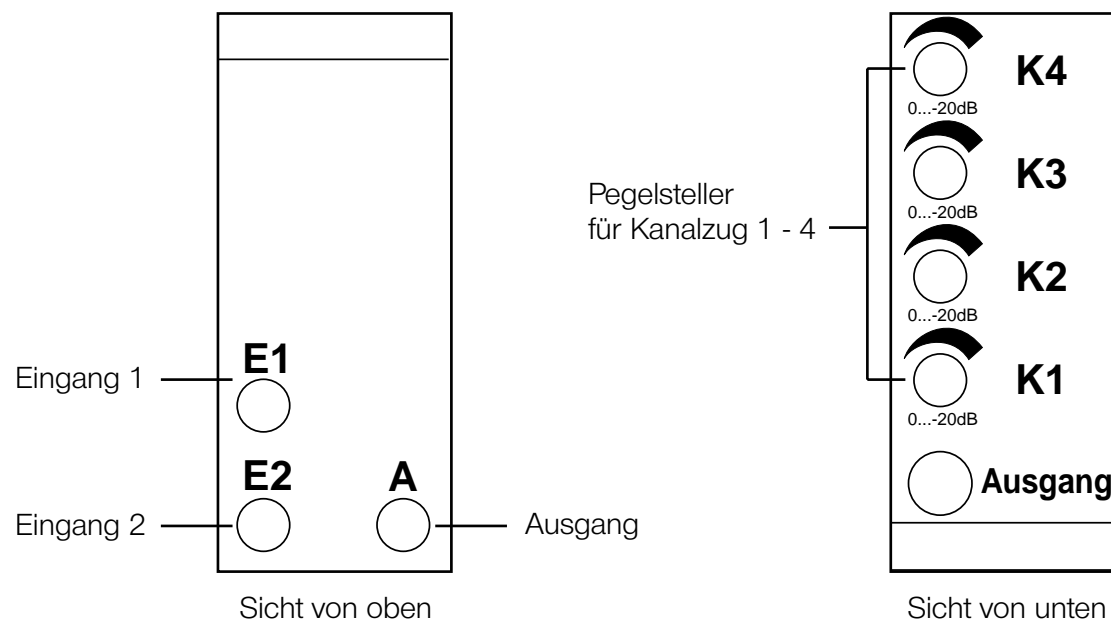 E1
Eingang 1
E2
A
Eingang 2
Ausgang
Sicht von oben
Pegelsteller
für Kanalzug 1 - 4
K4
0...-20dB
K3
0...-20dB
K2
0...-20dB
K1
0...-20dB
Ausgang
Sicht von unten